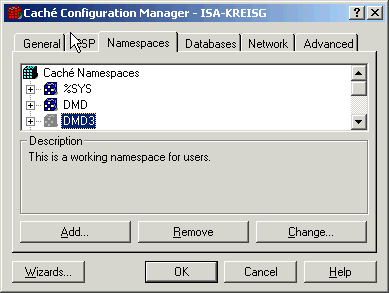 Caché Configuration Manager - ISA-KREISG
General SP Namespaces Databases Network Advanced
Caché Namespaces
%SYS
DMD
DMD3
Description
This is a working namespace for users.
Add... Remove Change...
Wizards... OK Cancel Help